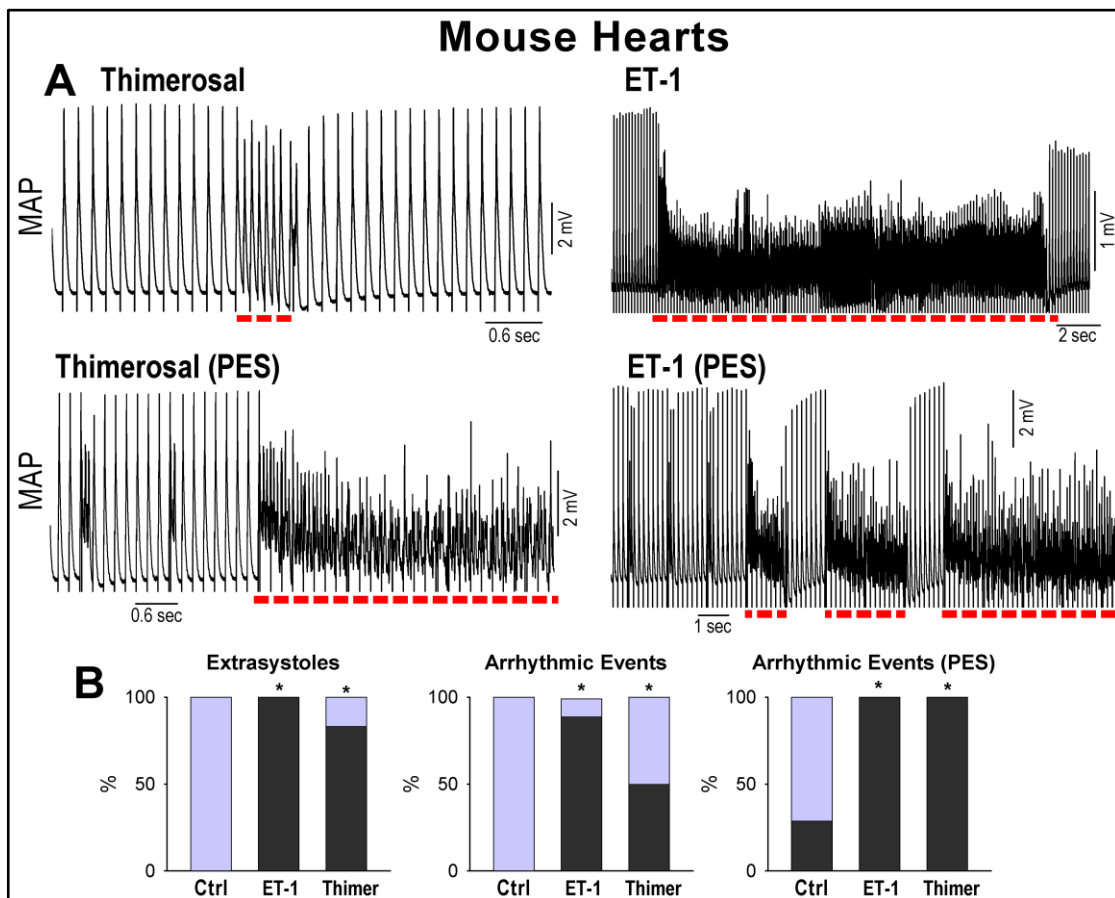 Mouse Hearts
A
Thimerosal
ET-1
MAP
2 mV
0.6 sec
1 mV
2 sec
Thimerosal (PES)
ET-1 (PES)
MAP
2 mV
0.6 sec
2 mV
1 sec
B
Extrasystoles
Arrhythmic Events
Arrhythmic Events (PES)
* *
* *
* *
100
50
0
%
Ctrl ET-1 Thimer
100
50
0
%
Ctrl ET-1 Thimer
100
50
0
%
Ctrl ET-1 Thimer